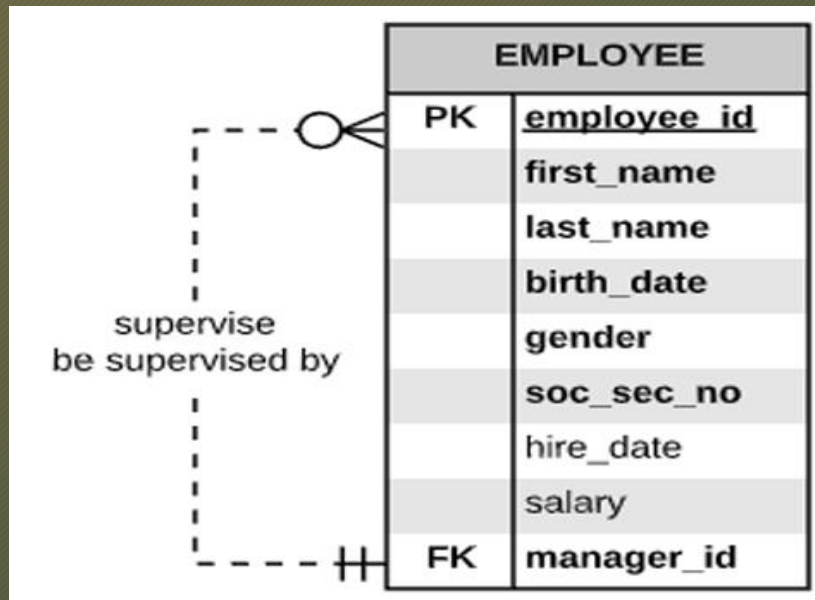 EMPLOYEE
PK employee_id
first_name
last_name
birth_date
gender
soc_sec_no
hire_date
salary
FK manager_id
supervise
be supervised by